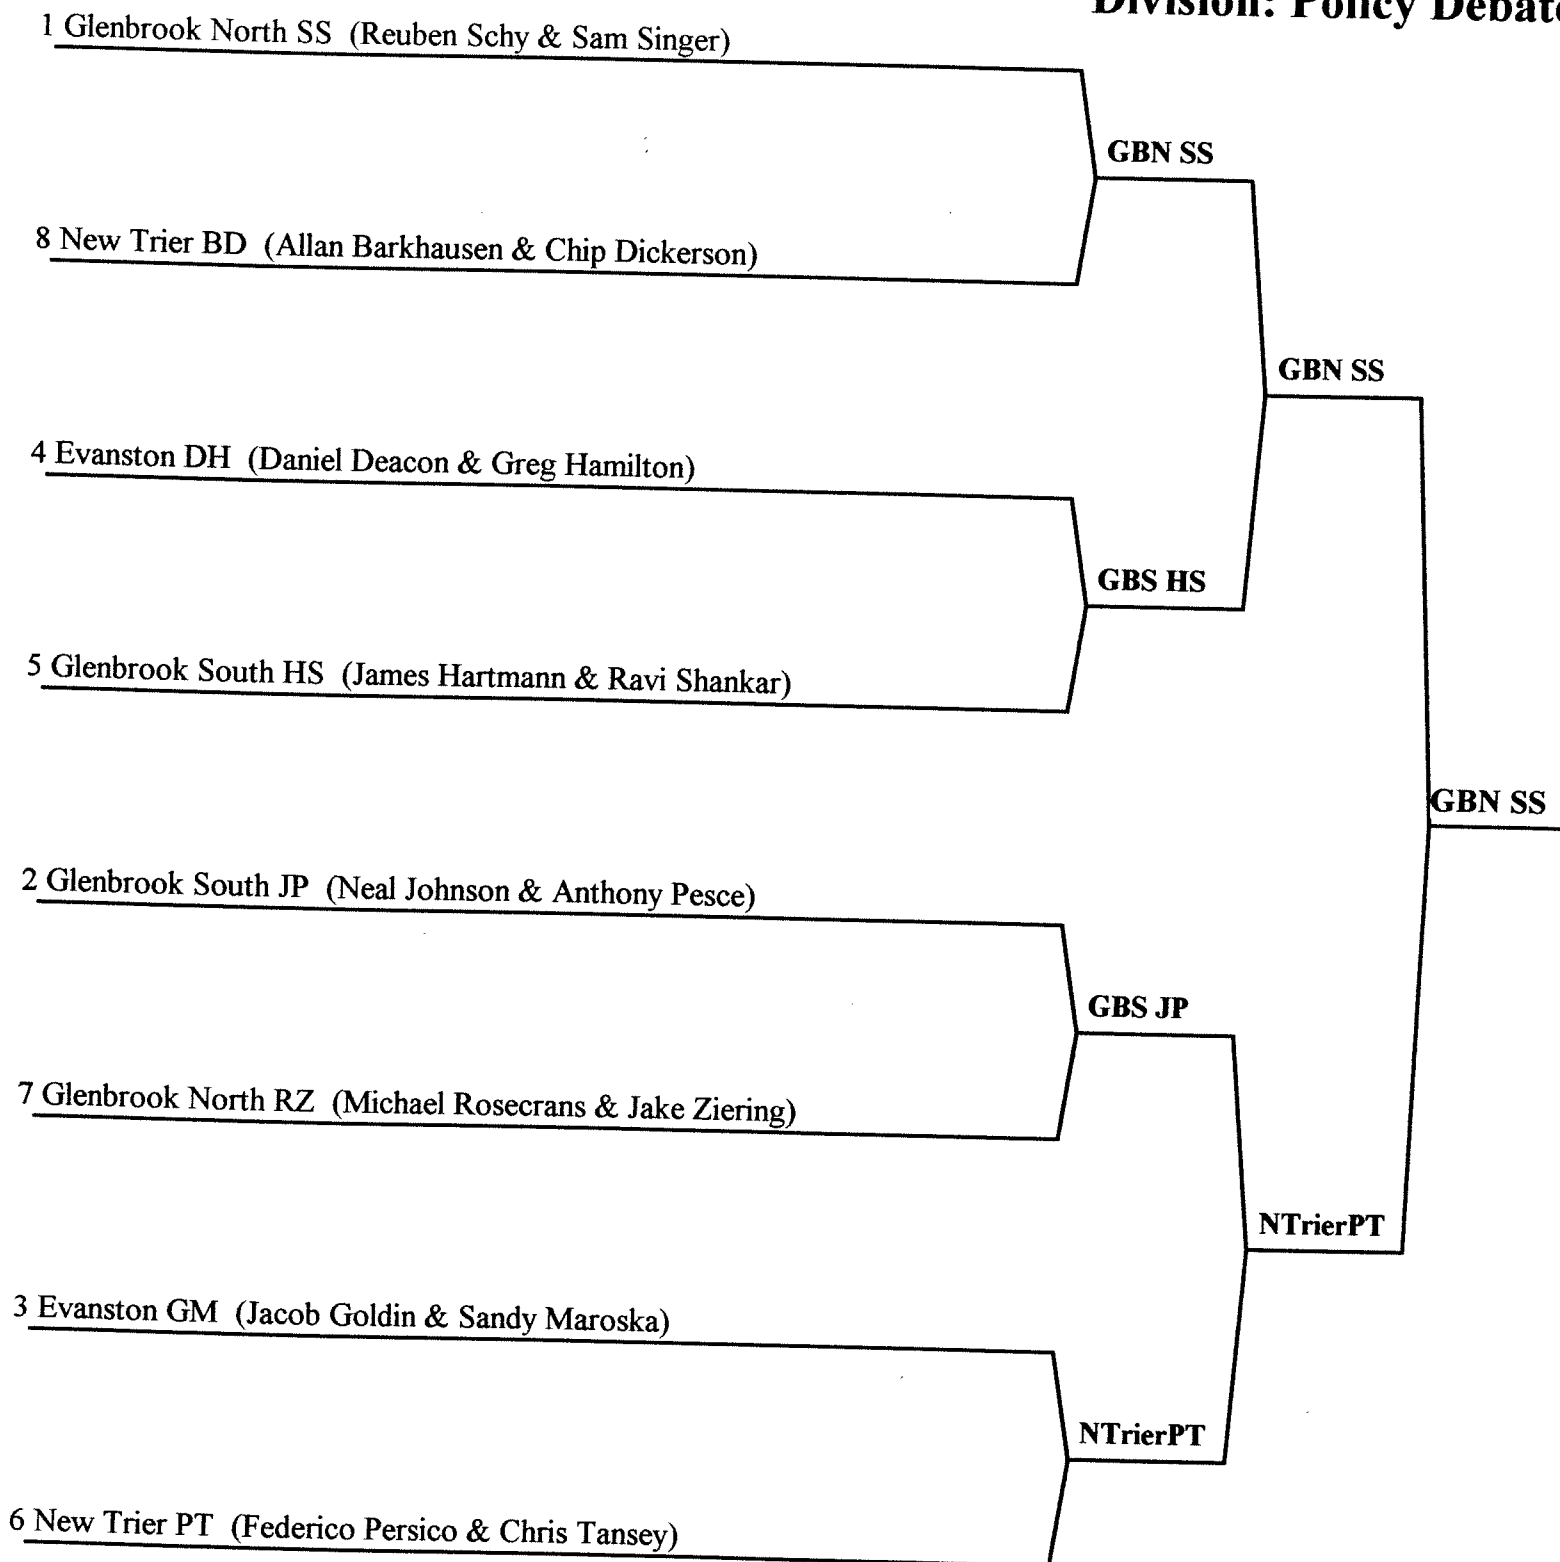 Division: Policy Debate
1 Glenbrook North SS (Reuben Schy & Sam Singer)
GBN SS
8 New Trier BD (Allan Barkhausen & Chip Dickerson)
GBN SS
4 Evanston DH (Daniel Deacon & Greg Hamilton)
GBS HS
5 Glenbrook South HS (James Hartmann & Ravi Shankar)
GBN SS
2 Glenbrook South JP (Neal Johnson & Anthony Pesce)
GBS JP
7 Glenbrook North RZ (Michael Rosecrans & Jake Ziering)
NTrierPT
3 Evanston GM (Jacob Goldin & Sandy Maroska)
NTrierPT
6 New Trier PT (Federico Persico & Chris Tansey)